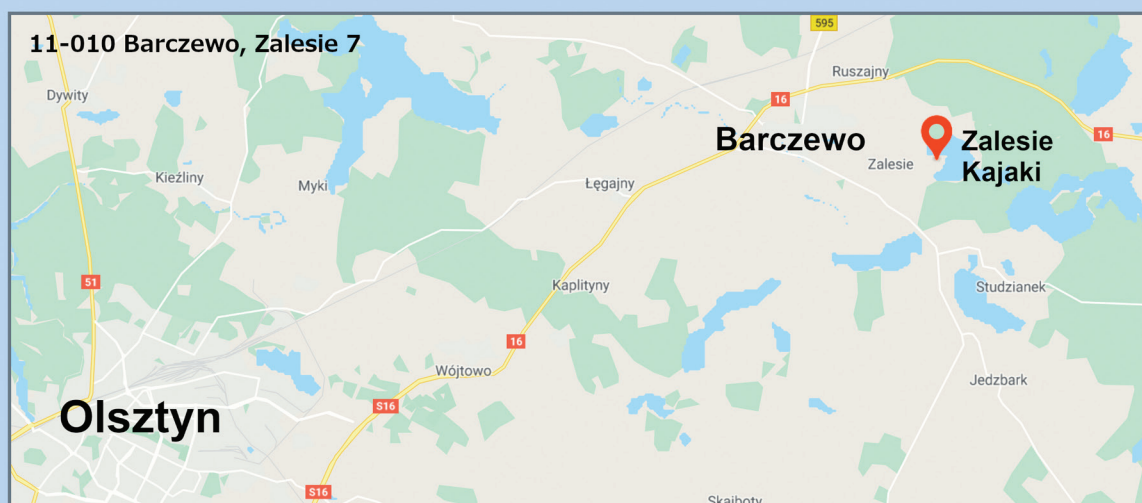 11-010 Barczewo, Zalesie 7
595
Dywity
Ruszajny
16
16
Barczewo
Zalesie
Kajaki
Zalesie
Kieźliny
Myki
Łęgajny
51
Kaplityny
Studzianek
16
Wójtowo
Jedzbark
S16
Olsztyn
S16
Skajboty